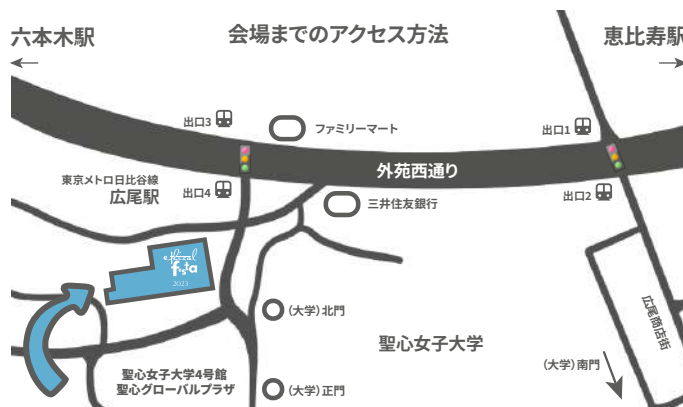 六本木駅
会場までのアクセス方法
恵比寿駅
出口3
ファミリーマート
出口1
外苑西通り
東京メトロ日比谷線
広尾駅
出口4
三井住友銀行
出口2
ethical
festa
2023
広尾商店街
(大学)北門
聖心女子大学
(大学)南門
聖心女子大学4号館
聖心グローバルプラザ
(大学)正門